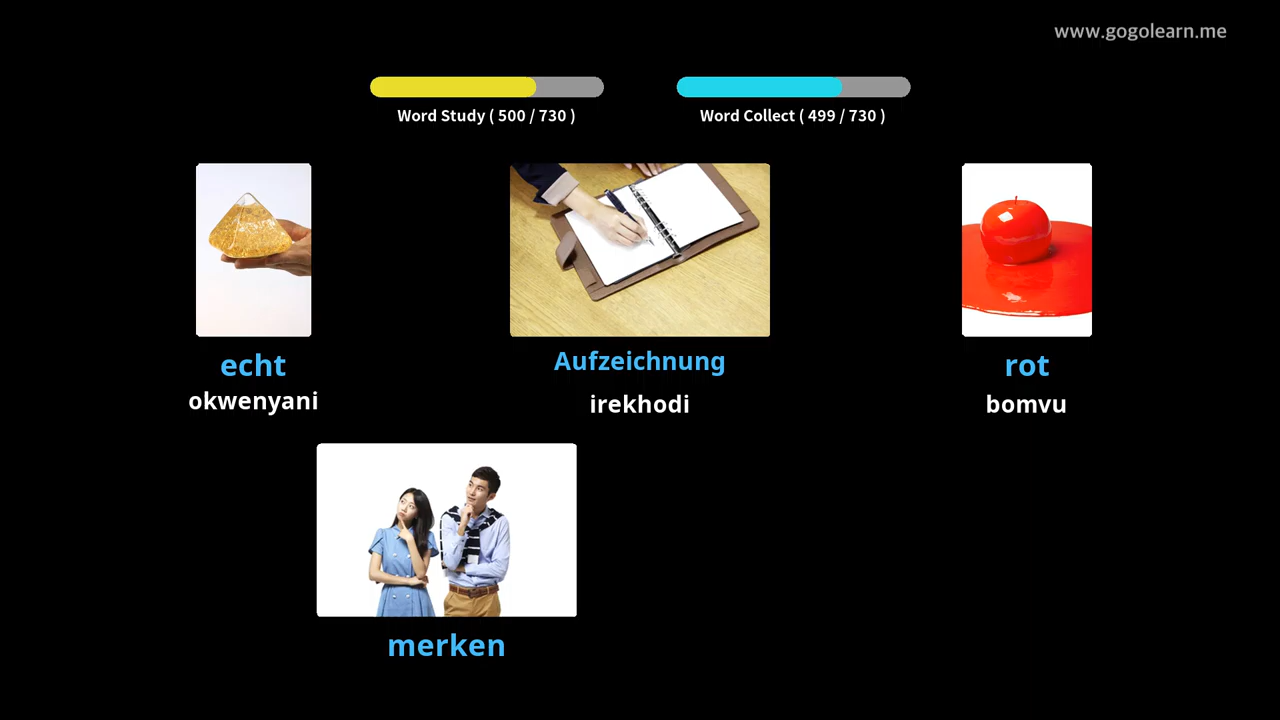 www.gogolearn.me
Word Study ( 500 / 730 )
Word Collect ( 499 / 730 )
echt
okwenyani
Aufzeichnung
irekhodi
rot
bomvu
merken